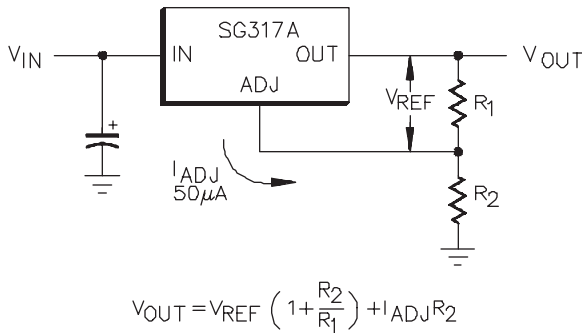 SG317A
V_IN
IN
OUT
V_OUT
ADJ
V_REF
R_1
+
I_ADJ
50μA
R_2
V_OUT = V_REF (1 + R_2/R_1) + I_ADJ R_2